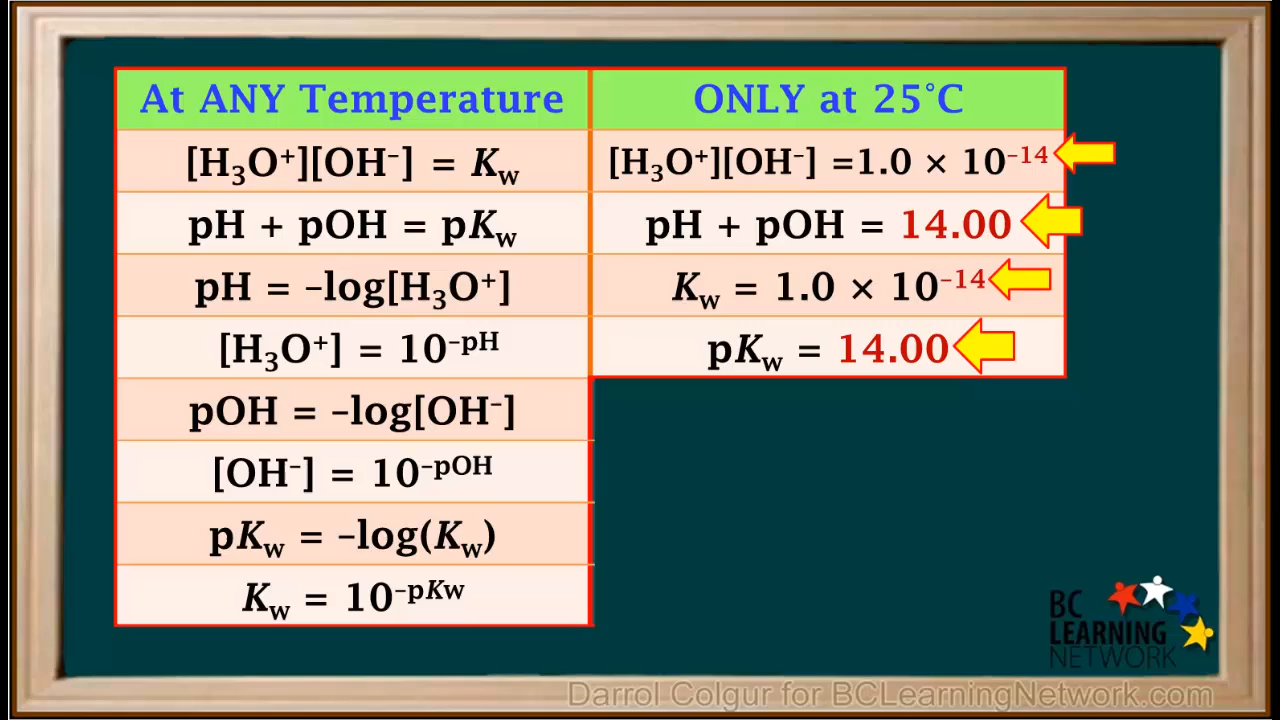 At ANY Temperature
ONLY at 25°C
[H₃O⁺][OH⁻] = Kw
[H₃O⁺][OH⁻] =1.0 × 10⁻¹⁴
pH + pOH = pKw
pH + pOH = 14.00
pH = –log[H₃O⁺]
Kw = 1.0 × 10⁻¹⁴
[H₃O⁺] = 10⁻ᵖᴴ
pKw = 14.00
pOH = –log[OH⁻]
[OH⁻] = 10⁻ᵖᴼᴴ
pKw = –log(Kw)
Kw = 10⁻ᵖᴷʷ
BC
LEARNING
NETWORK
Darrol Colgur for BCLearningNetwork.com